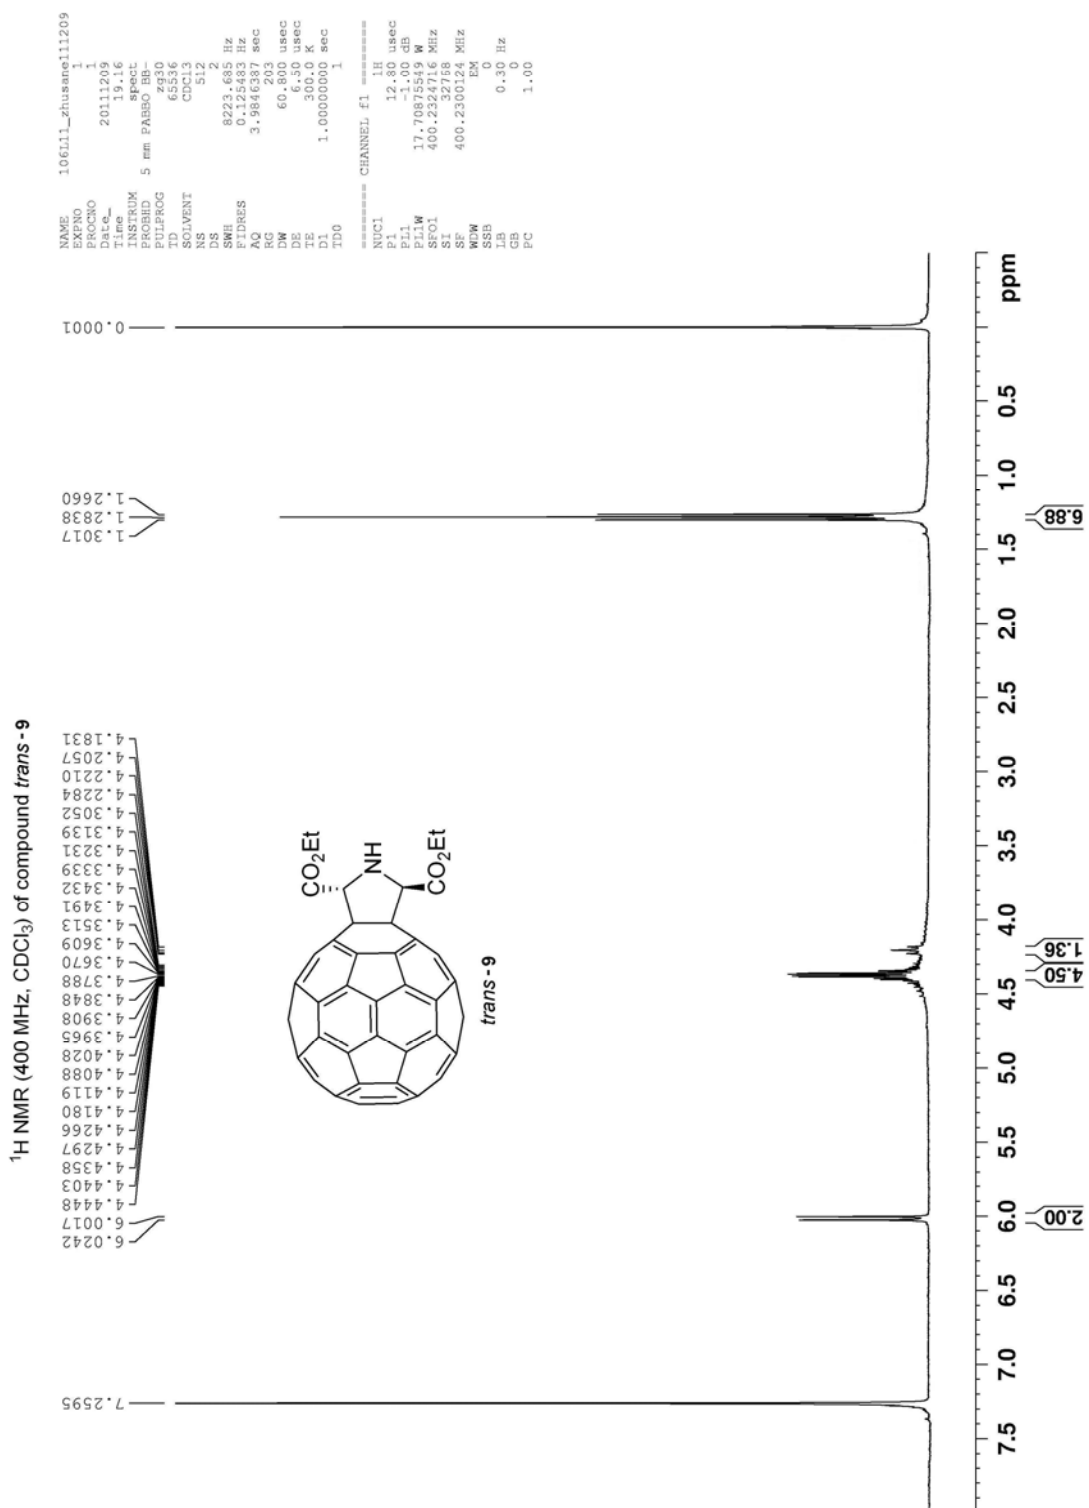 ¹H NMR (400 MHz, CDCl₃) of compound trans-9
NAME 106L11_zhusane111209
EXPNO 1
PROCNO 1
Date_ 20111209
Time 19.16
INSTRUM spect
PROBHD 5 mm PABBO BB-
PULPROG zg30
TD 65536
SOLVENT CDCl3
NS 512
DS 2
SWH 8223.685 Hz
FIDRES 0.125483 Hz
AQ 3.9846387 sec
RG 203
DW 60.800 usec
DE 6.50 usec
TE 300.0 K
D1 1.00000000 sec
TD0 1
======== CHANNEL f1 ========
NUC1 1H
P1 12.80 usec
PL1 -1.00 dB
PL1W 17.70875549 W
SFO1 400.2324716 MHz
SI 32768
SF 400.2300124 MHz
WDW EM
SSB 0
LB 0.30 Hz
GB 0
PC 1.00
7.2595
6.0242
6.0017
4.4448
4.4403
4.4358
4.4297
4.4266
4.4180
4.4119
4.4088
4.4028
4.3965
4.3908
4.3848
4.3788
4.3670
4.3609
4.3513
4.3491
4.3432
4.3339
4.3231
4.3139
4.3052
4.2284
4.2210
4.2057
4.1831
1.3017
1.2838
1.2660
0.0001
CO₂Et
NH
CO₂Et
trans-9
7.5 7.0 6.5 6.0 5.5 5.0 4.5 4.0 3.5 3.0 2.5 2.0 1.5 1.0 0.5 ppm
2.00 4.50 1.36 6.88